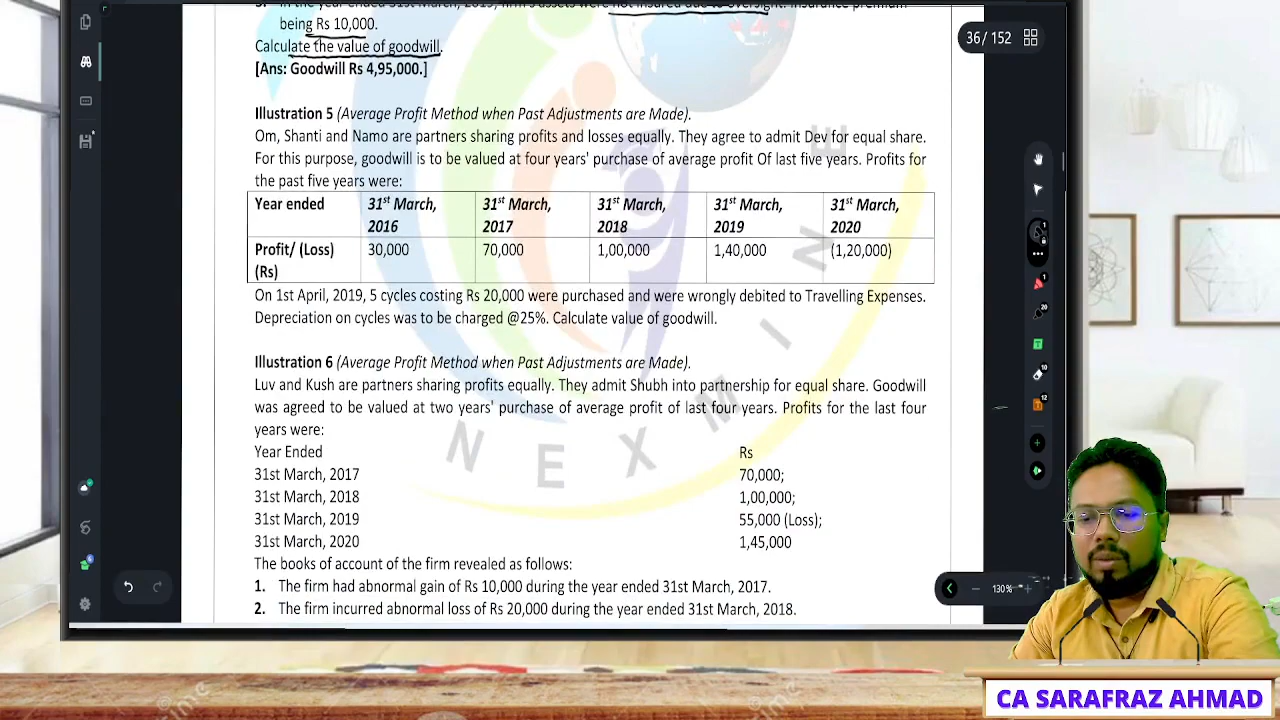 being Rs 10,000.
Calculate the value of goodwill.
[Ans: Goodwill Rs 4,95,000.]
Illustration 5 (Average Profit Method when Past Adjustments are Made).
Om, Shanti and Namo are partners sharing profits and losses equally. They agree to admit Dev for equal share.
For this purpose, goodwill is to be valued at four years' purchase of average profit Of last five years. Profits for
the past five years were:
Year ended 31st March, 2016 31st March, 2017 31st March, 2018 31st March, 2019 31st March, 2020
Profit/ (Loss) (Rs) 30,000 70,000 1,00,000 1,40,000 (1,20,000)
On 1st April, 2019, 5 cycles costing Rs 20,000 were purchased and were wrongly debited to Travelling Expenses.
Depreciation on cycles was to be charged @25%. Calculate value of goodwill.
Illustration 6 (Average Profit Method when Past Adjustments are Made).
Luv and Kush are partners sharing profits equally. They admit Shubh into partnership for equal share. Goodwill
was agreed to be valued at two years' purchase of average profit of last four years. Profits for the last four
years were:
Year Ended Rs
31st March, 2017 70,000;
31st March, 2018 1,00,000;
31st March, 2019 55,000 (Loss);
31st March, 2020 1,45,000
The books of account of the firm revealed as follows:
1. The firm had abnormal gain of Rs 10,000 during the year ended 31st March, 2017.
2. The firm incurred abnormal loss of Rs 20,000 during the year ended 31st March, 2018.
NEXMINE
36/152
130%
CA SARAFRAZ AHMAD